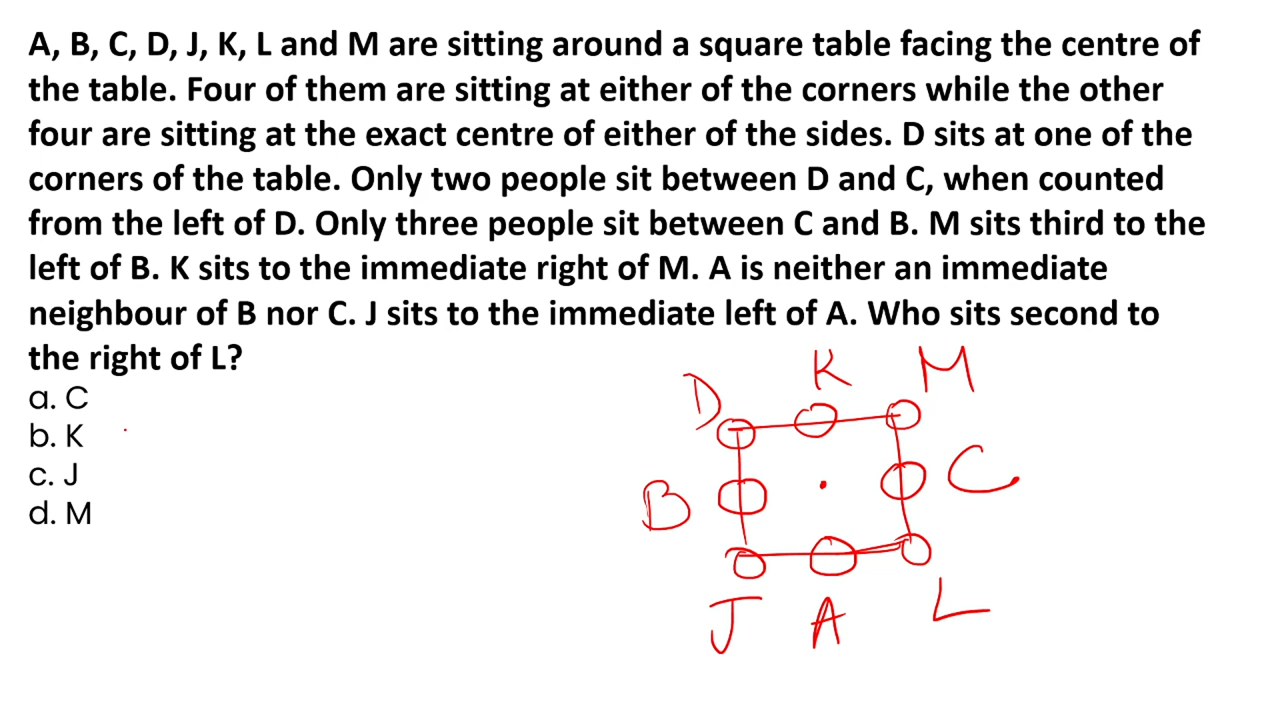 A, B, C, D, J, K, L and M are sitting around a square table facing the centre of
the table. Four of them are sitting at either of the corners while the other
four are sitting at the exact centre of either of the sides. D sits at one of the
corners of the table. Only two people sit between D and C, when counted
from the left of D. Only three people sit between C and B. M sits third to the
left of B. K sits to the immediate right of M. A is neither an immediate
neighbour of B nor C. J sits to the immediate left of A. Who sits second to
the right of L?
a. C
b. K
c. J
d. M
D K M
B C
J A L